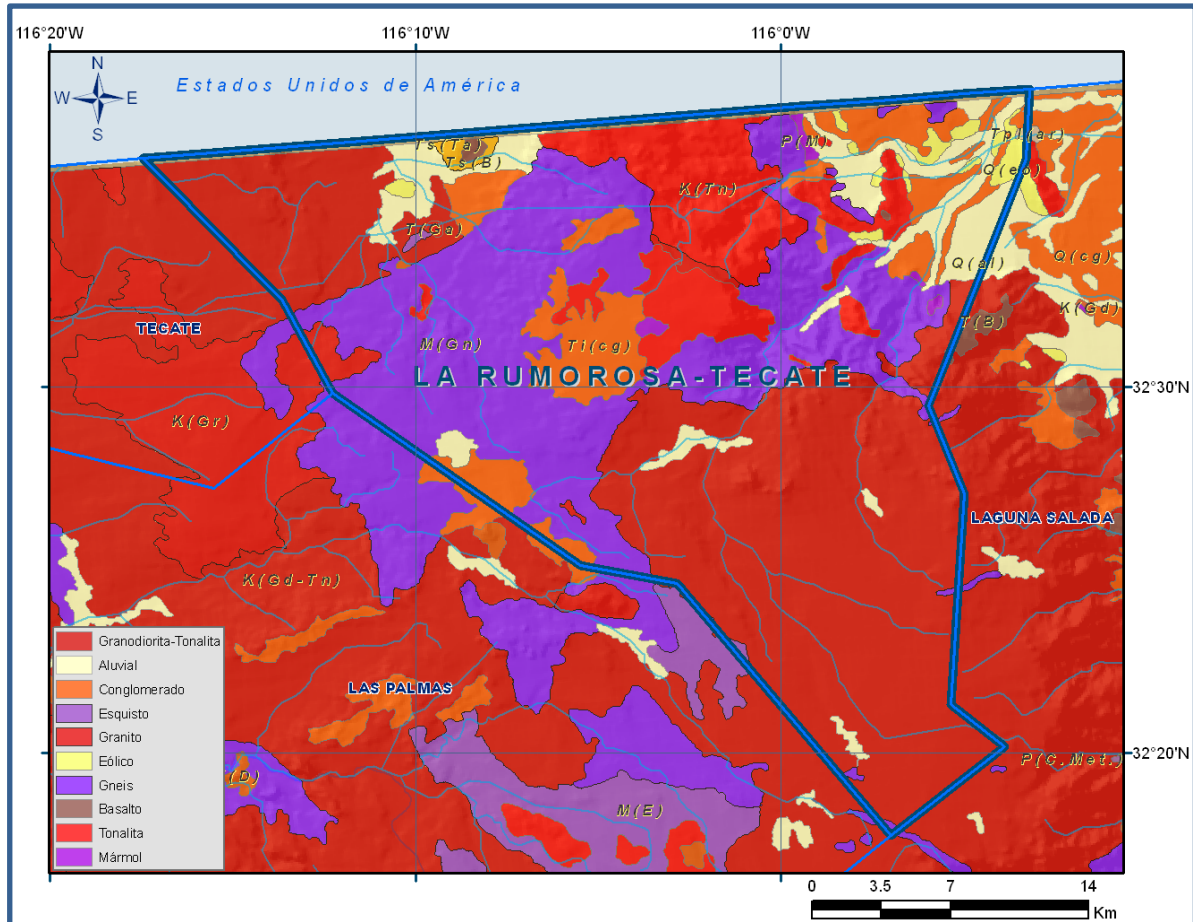 116°20'W 116°10'W 116°0'W
N
W E
S
Estados Unidos de América
Ts(Ta)
Ts(B)
P(M)
Tpl(ar)
Q(eo)
K(Tn)
T(Ga)
Q(al)
Q(cg)
K(Gd)
T(B)
TECATE
M(Gn)
Ti(cg)
LA RUMOROSA-TECATE
32°30'N
K(Gr)
LAGUNA SALADA
K(Gd-Tn)
LAS PALMAS
32°20'N
P(C.Met.)
(D)
M(E)
Granodiorita-Tonalita
Aluvial
Conglomerado
Esquisto
Granito
Eólico
Gneis
Basalto
Tonalita
Mármol
0 3.5 7 14
Km